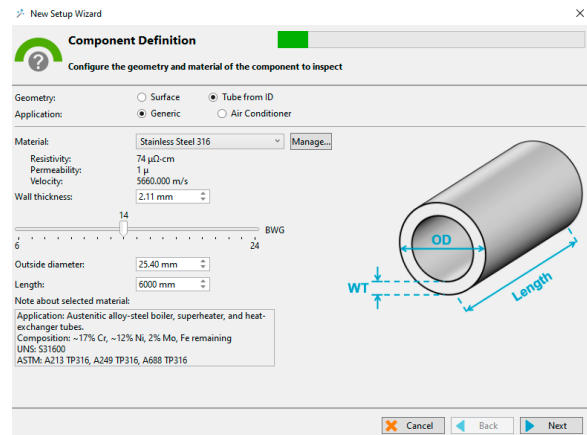 New Setup Wizard
Component Definition
Configure the geometry and material of the component to inspect
Geometry: Surface Tube from ID
Application: Generic Air Conditioner
Material: Stainless Steel 316 Manage...
Resistivity: 74 µΩ·cm
Permeability: 1 µ
Velocity: 5660.000 m/s
Wall thickness: 2.11 mm
14
BWG
6 24
Outside diameter: 25.40 mm
Length: 6000 mm
Note about selected material:
Application: Austenitic alloy-steel boiler, superheater, and heat-
exchanger tubes.
Composition: ~17% Cr, ~12% Ni, 2% Mo, Fe remaining
UNS: S31600
ASTM: A213 TP316, A249 TP316, A688 TP316
OD
WT
Length
Cancel Back Next